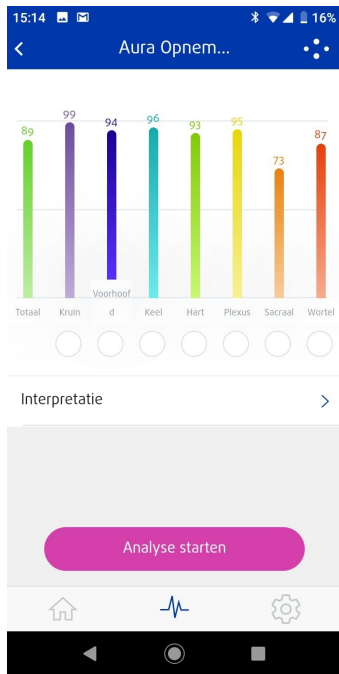 15:14
16%
Aura Opnem...
89
99
94
96
93
95
73
87
Totaal
Kruin
Voorhoof
d
Keel
Hart
Plexus
Sacraal
Wortel
Interpretatie
Analyse starten